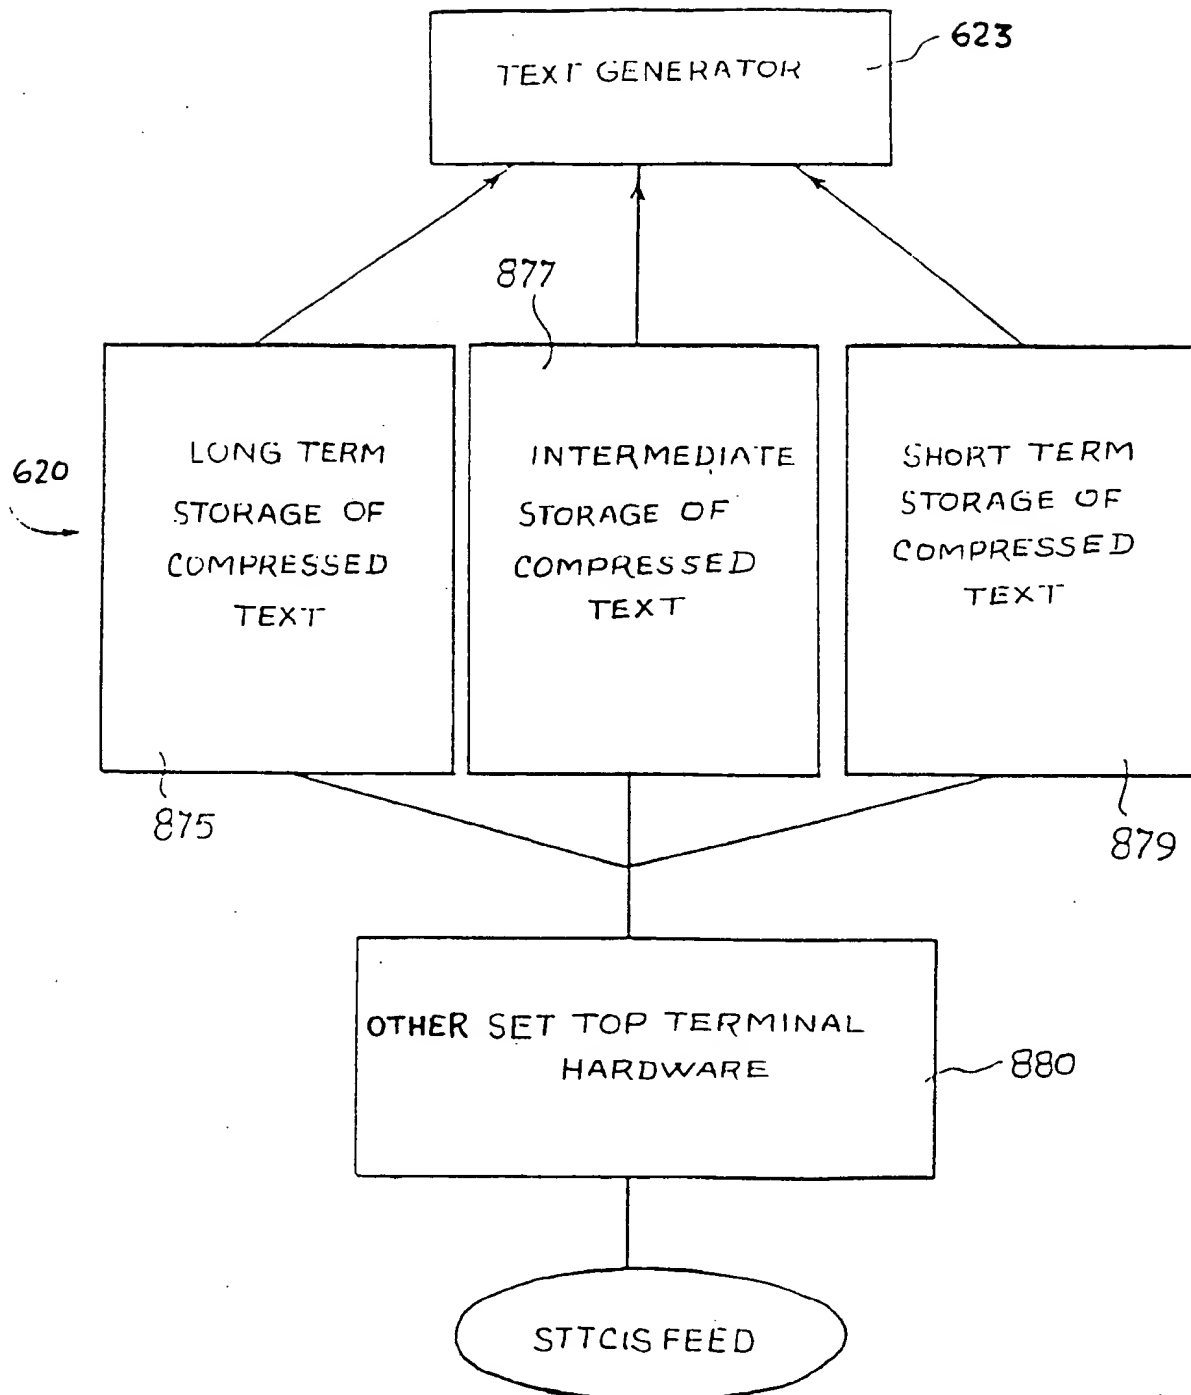 TEXT GENERATOR
623
877
620
LONG TERM
STORAGE OF
COMPRESSED
TEXT
INTERMEDIATE
STORAGE OF
COMPRESSED
TEXT
SHORT TERM
STORAGE OF
COMPRESSED
TEXT
875
879
OTHER SET TOP TERMINAL
HARDWARE
880
STTCIS FEED